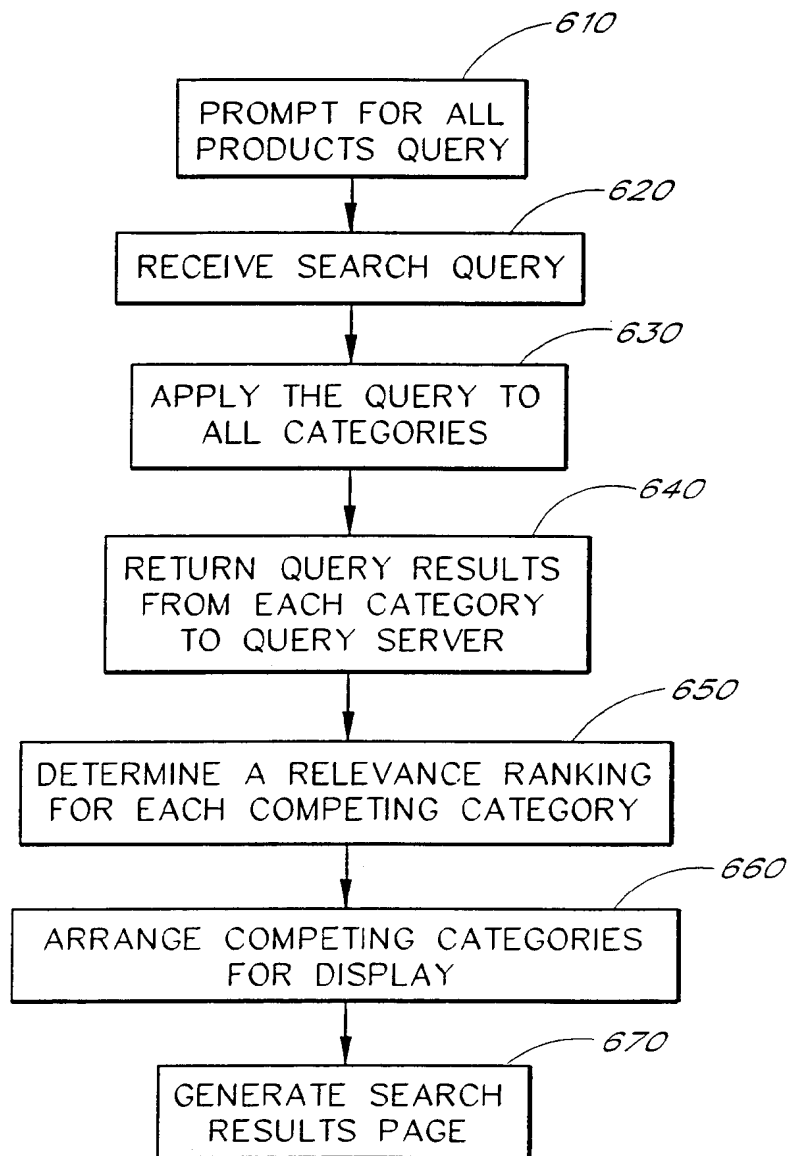 610
PROMPT FOR ALL
PRODUCTS QUERY
620
RECEIVE SEARCH QUERY
630
APPLY THE QUERY TO
ALL CATEGORIES
640
RETURN QUERY RESULTS
FROM EACH CATEGORY
TO QUERY SERVER
650
DETERMINE A RELEVANCE RANKING
FOR EACH COMPETING CATEGORY
660
ARRANGE COMPETING CATEGORIES
FOR DISPLAY
670
GENERATE SEARCH
RESULTS PAGE